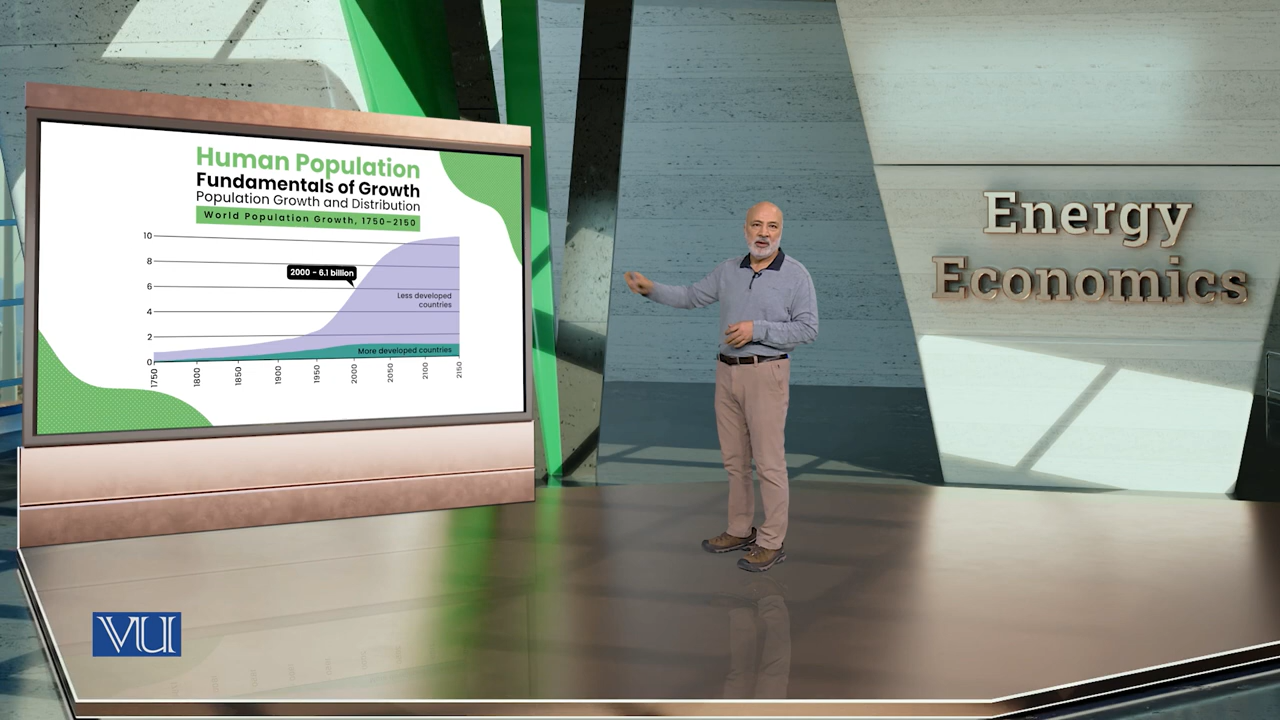 Human Population
Fundamentals of Growth
Population Growth and Distribution
World Population Growth, 1750-2150
10
8
2000 - 6.1 billion
6
Less developed
countries
4
2
More developed countries
0
1750
1800
1850
1900
1950
2000
2050
2100
2150
Energy
Economics
VU